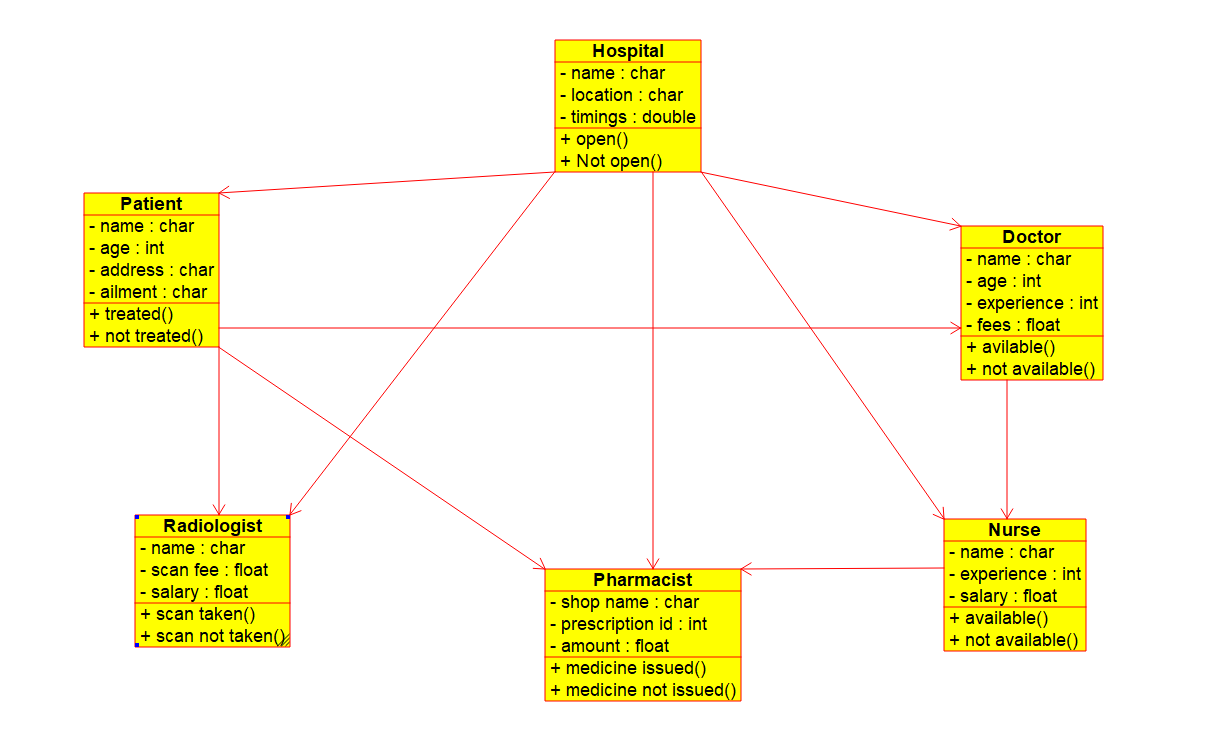 Hospital
- name : char
- location : char
- timings : double
+ open()
+ Not open()
Patient
- name : char
- age : int
- address : char
- ailment : char
+ treated()
+ not treated()
Doctor
- name : char
- age : int
- experience : int
- fees : float
+ avilable()
+ not available()
Radiologist
- name : char
- scan fee : float
- salary : float
+ scan taken()
+ scan not taken()
Pharmacist
- shop name : char
- prescription id : int
- amount : float
+ medicine issued()
+ medicine not issued()
Nurse
- name : char
- experience : int
- salary : float
+ available()
+ not available()